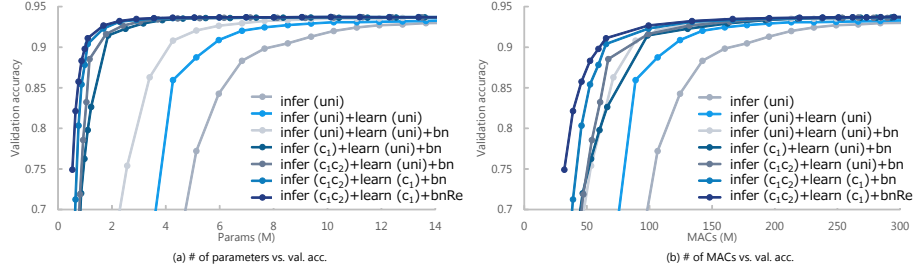 0.95
0.9
0.85
0.8
0.75
0.7
Validation accuracy
infer (uni)
infer (uni)+learn (uni)
infer (uni)+learn (uni)+bn
infer (c₁)+learn (uni)+bn
infer (c₁c₂)+learn (uni)+bn
infer (c₁c₂)+learn (c₁)+bn
infer (c₁c₂)+learn (c₁)+bnRe
0 2 4 6 8 10 12 14
Params (M)
(a) # of parameters vs. val. acc.
0.95
0.9
0.85
0.8
0.75
0.7
Validation accuracy
infer (uni)
infer (uni)+learn (uni)
infer (uni)+learn (uni)+bn
infer (c₁)+learn (uni)+bn
infer (c₁c₂)+learn (uni)+bn
infer (c₁c₂)+learn (c₁)+bn
infer (c₁c₂)+learn (c₁)+bnRe
0 50 100 150 200 250 300
MACs (M)
(b) # of MACs vs. val. acc.